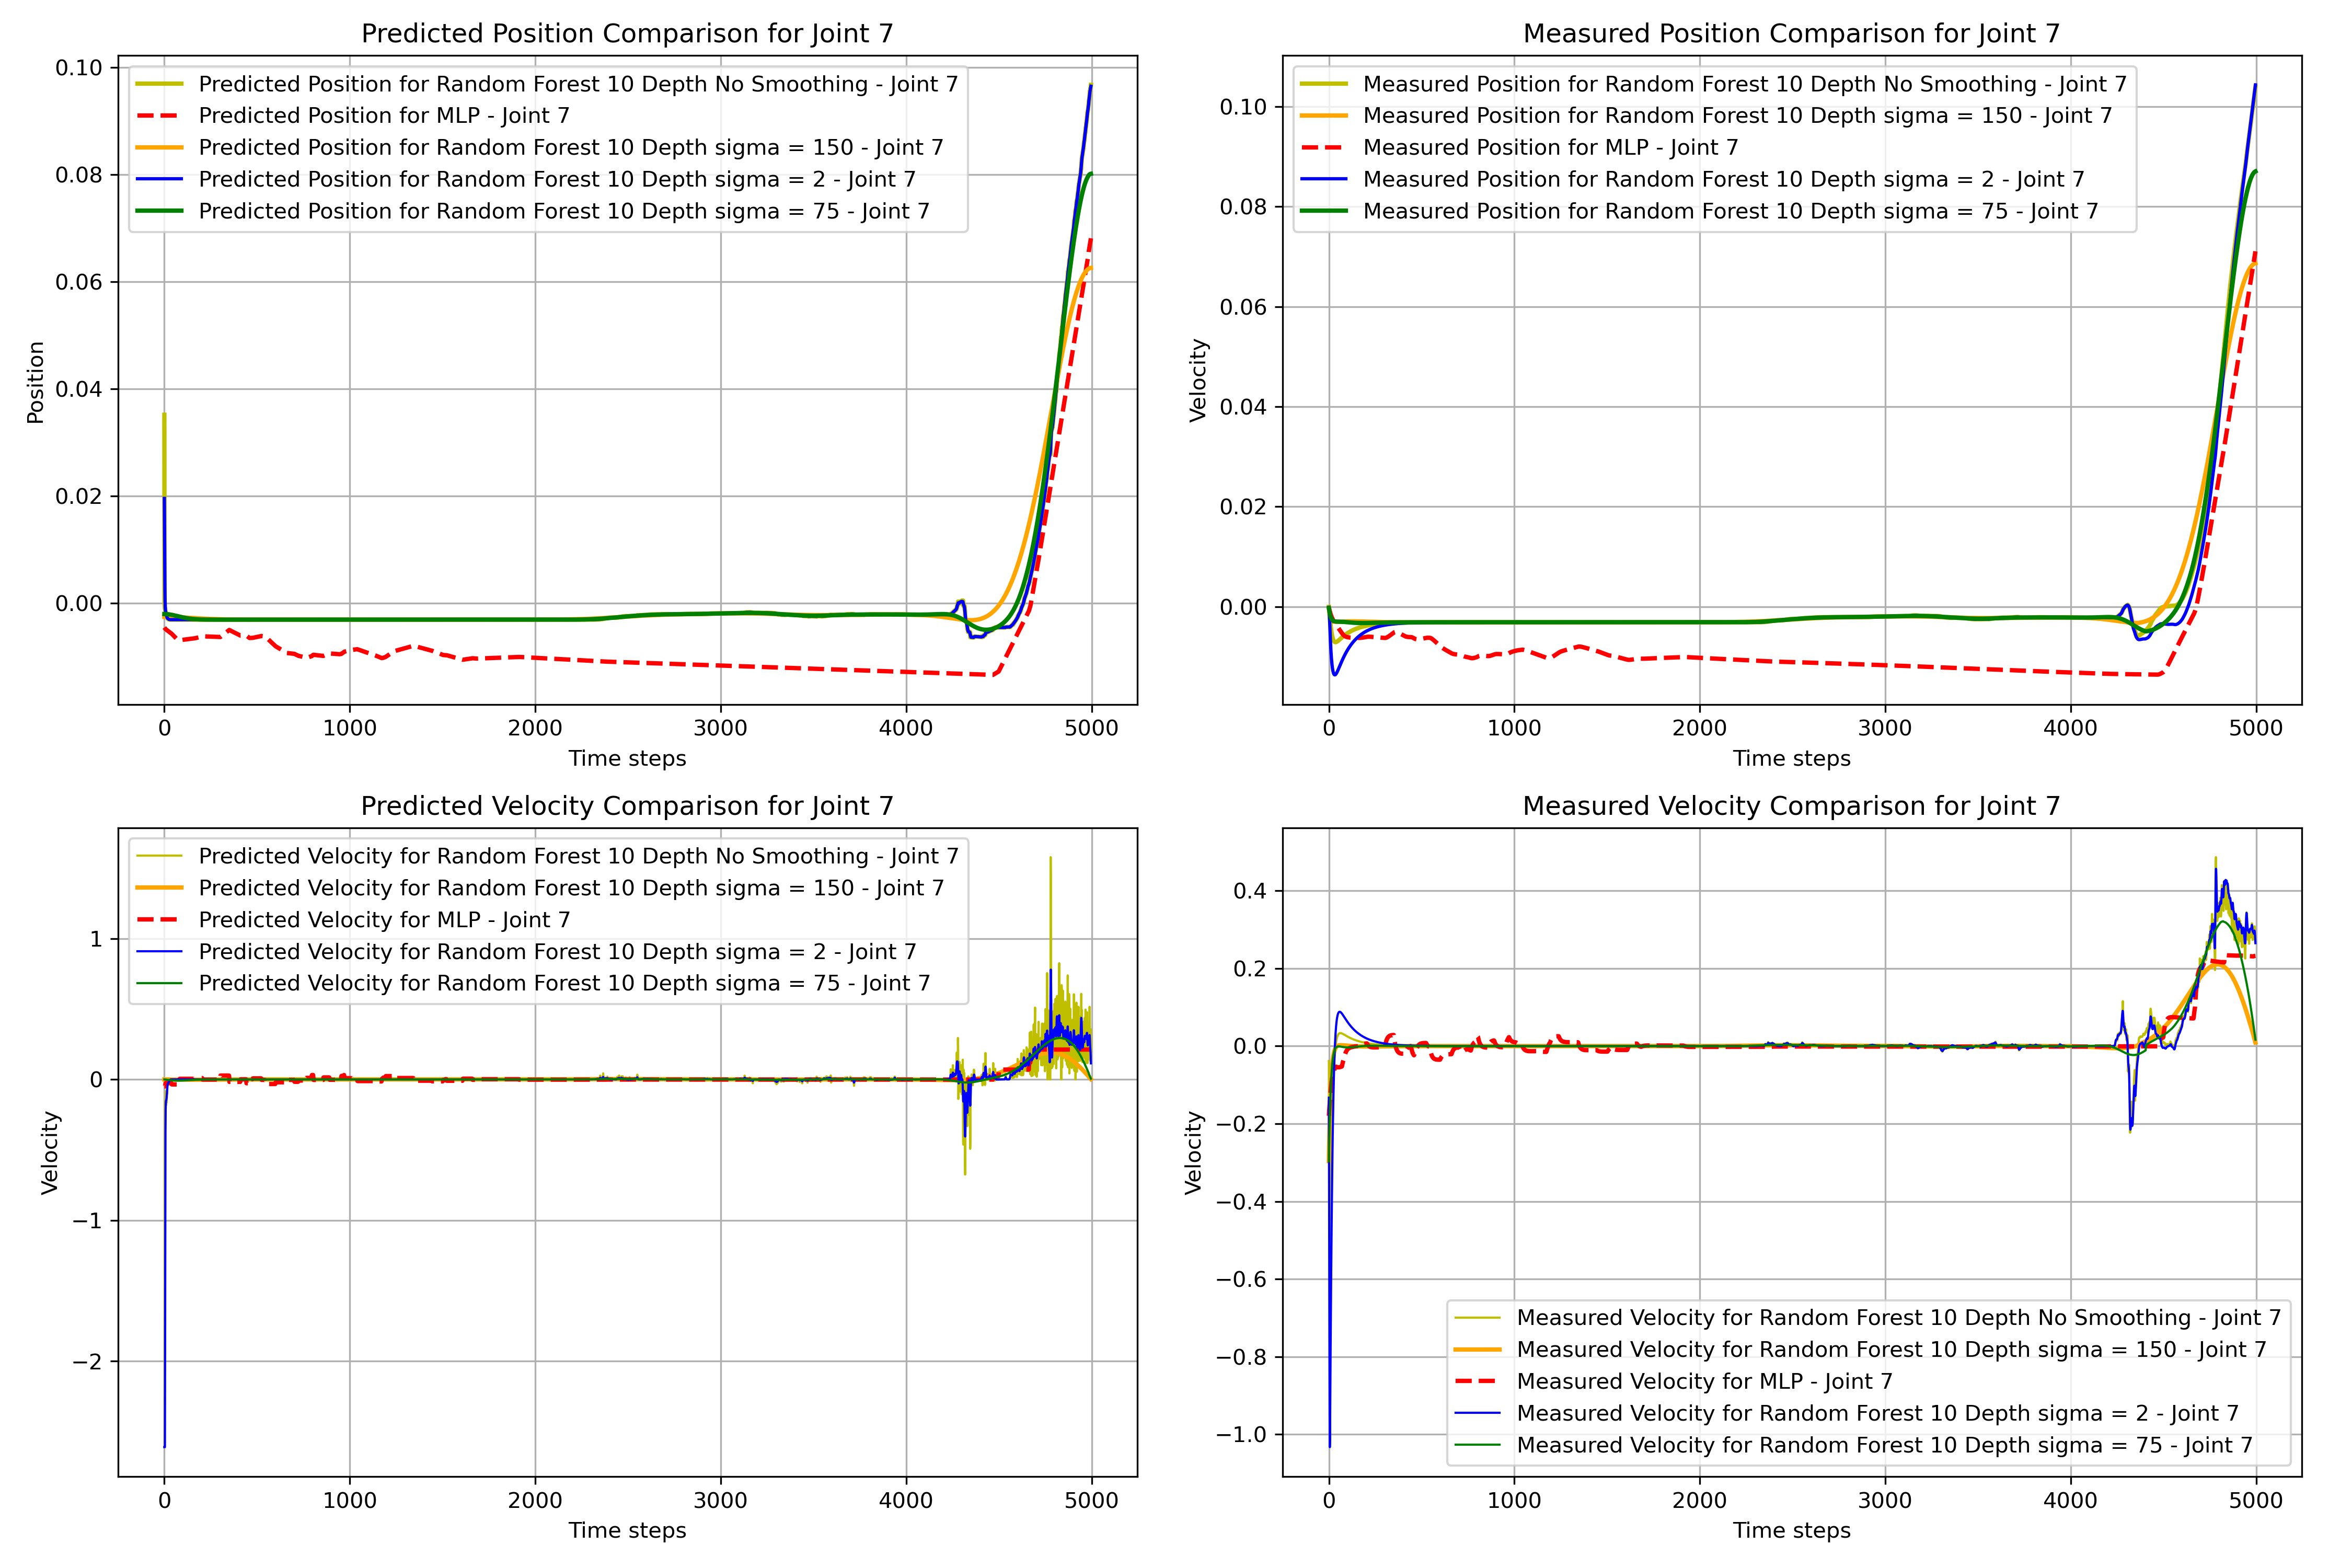 Predicted Position Comparison for Joint 7
Predicted Position for Random Forest 10 Depth No Smoothing - Joint 7
Predicted Position for MLP - Joint 7
Predicted Position for Random Forest 10 Depth sigma = 150 - Joint 7
Predicted Position for Random Forest 10 Depth sigma = 2 - Joint 7
Predicted Position for Random Forest 10 Depth sigma = 75 - Joint 7
Position
0.10
0.08
0.06
0.04
0.02
0.00
0 1000 2000 3000 4000 5000
Time steps
Measured Position Comparison for Joint 7
Measured Position for Random Forest 10 Depth No Smoothing - Joint 7
Measured Position for Random Forest 10 Depth sigma = 150 - Joint 7
Measured Position for MLP - Joint 7
Measured Position for Random Forest 10 Depth sigma = 2 - Joint 7
Measured Position for Random Forest 10 Depth sigma = 75 - Joint 7
Velocity
0.10
0.08
0.06
0.04
0.02
0.00
0 1000 2000 3000 4000 5000
Time steps
Predicted Velocity Comparison for Joint 7
Predicted Velocity for Random Forest 10 Depth No Smoothing - Joint 7
Predicted Velocity for Random Forest 10 Depth sigma = 150 - Joint 7
Predicted Velocity for MLP - Joint 7
Predicted Velocity for Random Forest 10 Depth sigma = 2 - Joint 7
Predicted Velocity for Random Forest 10 Depth sigma = 75 - Joint 7
Velocity
1
0
−1
−2
0 1000 2000 3000 4000 5000
Time steps
Measured Velocity Comparison for Joint 7
Velocity
0.4
0.2
0.0
−0.2
−0.4
−0.6
−0.8
−1.0
Measured Velocity for Random Forest 10 Depth No Smoothing - Joint 7
Measured Velocity for Random Forest 10 Depth sigma = 150 - Joint 7
Measured Velocity for MLP - Joint 7
Measured Velocity for Random Forest 10 Depth sigma = 2 - Joint 7
Measured Velocity for Random Forest 10 Depth sigma = 75 - Joint 7
0 1000 2000 3000 4000 5000
Time steps